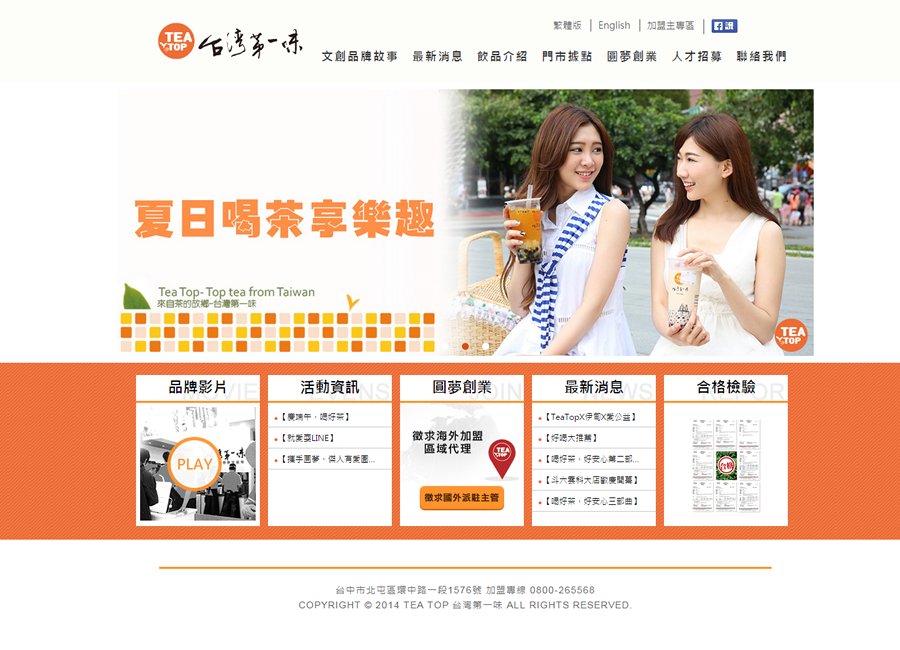 繁體版 English 加盟主專區
TEA TOP 台灣第一味
文創品牌故事 最新消息 飲品介紹 門市據點 圓夢創業 人才招募 聯絡我們
夏日喝茶享樂趣
Tea Top- Top tea from Taiwan
來自茶的故鄉-台灣第一味
TEA TOP
品牌影片 活動資訊 圓夢創業 最新消息 合格檢驗
PLAY
【慶端午，喝好茶】
【就愛要LINE】
【攜手圓夢、傑人有愛圓...
徵求海外加盟
區域代理
TEA TOP
徵求國外派駐主管
【TeaTopX伊甸X愛公益】
【好喝大推薦】
【喝好茶，好安心第二部...
【斗六雲科大店歡慶開幕】
【喝好茶，好安心三部曲】
台中市北屯區環中路一段1576號 加盟專線 0800-265568
COPYRIGHT © 2014 TEA TOP 台灣第一味 ALL RIGHTS RESERVED.